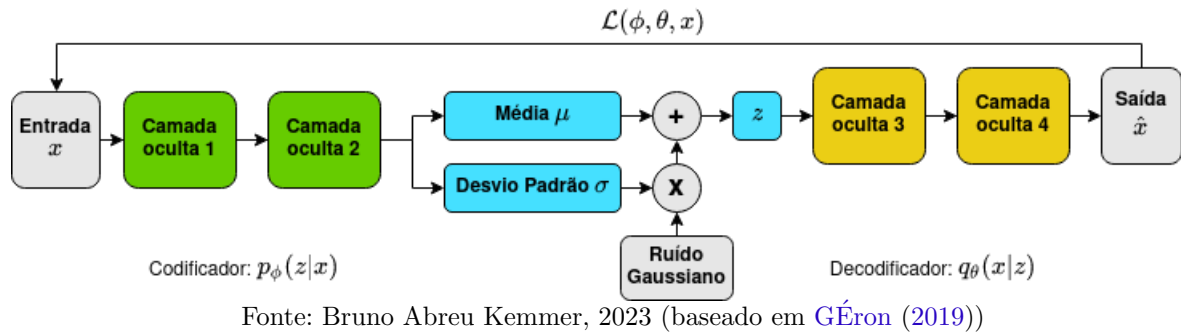 𝓛(ϕ, θ, x)
Entrada
x
Camada
oculta 1
Camada
oculta 2
Média μ
Desvio Padrão σ
+
X
Ruído
Gaussiano
z
Camada
oculta 3
Camada
oculta 4
Saída
x̂
Codificador: pϕ(z|x)
Decodificador: qθ(x|z)
Fonte: Bruno Abreu Kemmer, 2023 (baseado em GÉron (2019))